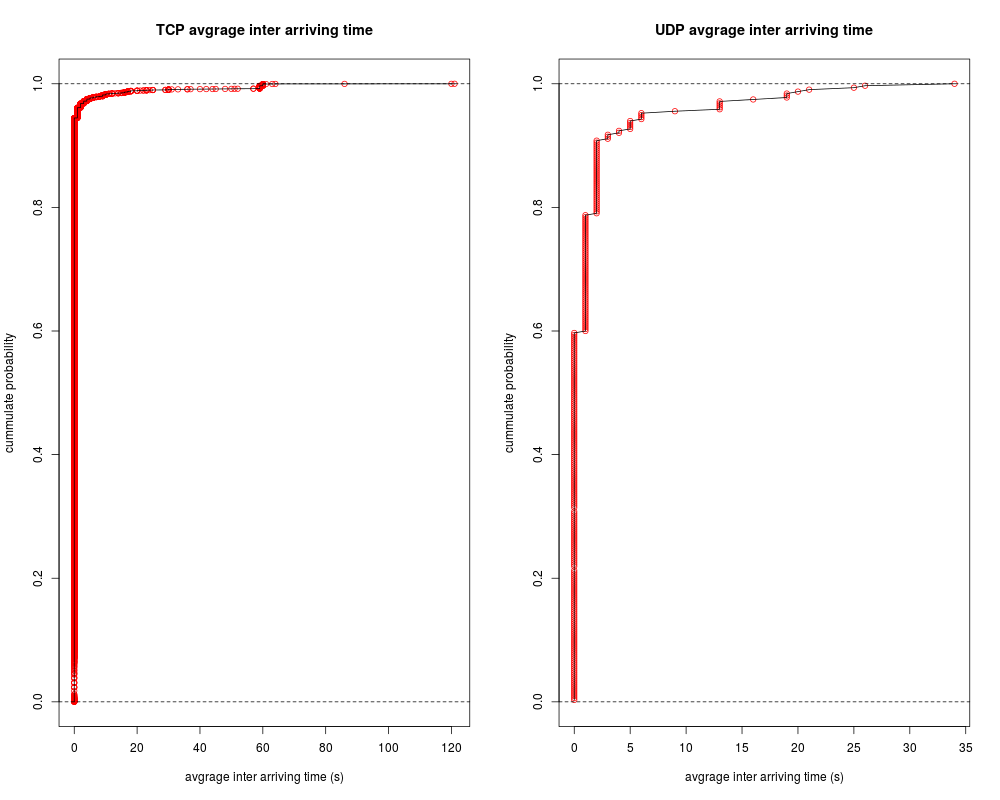 TCP avgrage inter arriving time
cummulate probability
1.0
0.8
0.6
0.4
0.2
0.0
0 20 40 60 80 100 120
avgrage inter arriving time (s)
UDP avgrage inter arriving time
cummulate probability
1.0
0.8
0.6
0.4
0.2
0.0
0 5 10 15 20 25 30 35
avgrage inter arriving time (s)